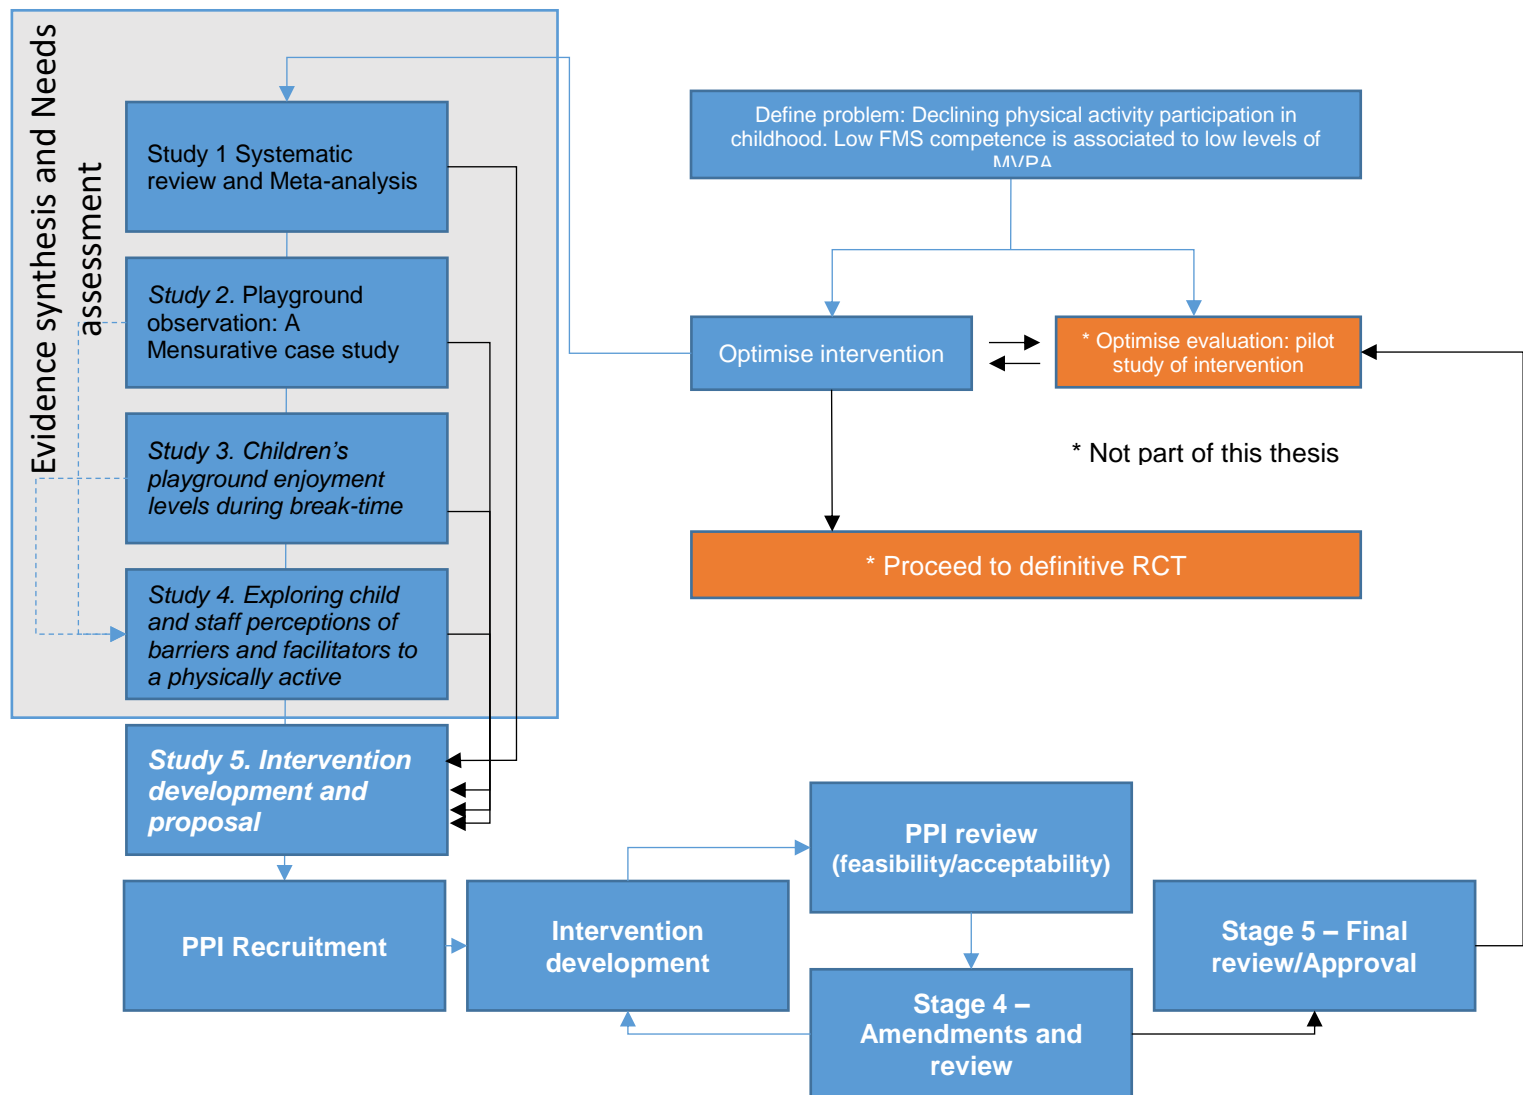 Evidence synthesis and Needs
assessment
Study 1 Systematic
review and Meta-analysis
Study 2. Playground
observation: A
Mensurative case study
Study 3. Children's
playground enjoyment
levels during break-time
Study 4. Exploring child
and staff perceptions of
barriers and facilitators to
a physically active
Study 5. Intervention
development and
proposal
Define problem: Declining physical activity participation in
childhood. Low FMS competence is associated to low levels of
MVPA
Optimise intervention
* Optimise evaluation: pilot
study of intervention
* Not part of this thesis
* Proceed to definitive RCT
PPI Recruitment
Intervention
development
PPI review
(feasibility/acceptability)
Stage 4 –
Amendments and
review
Stage 5 – Final
review/Approval